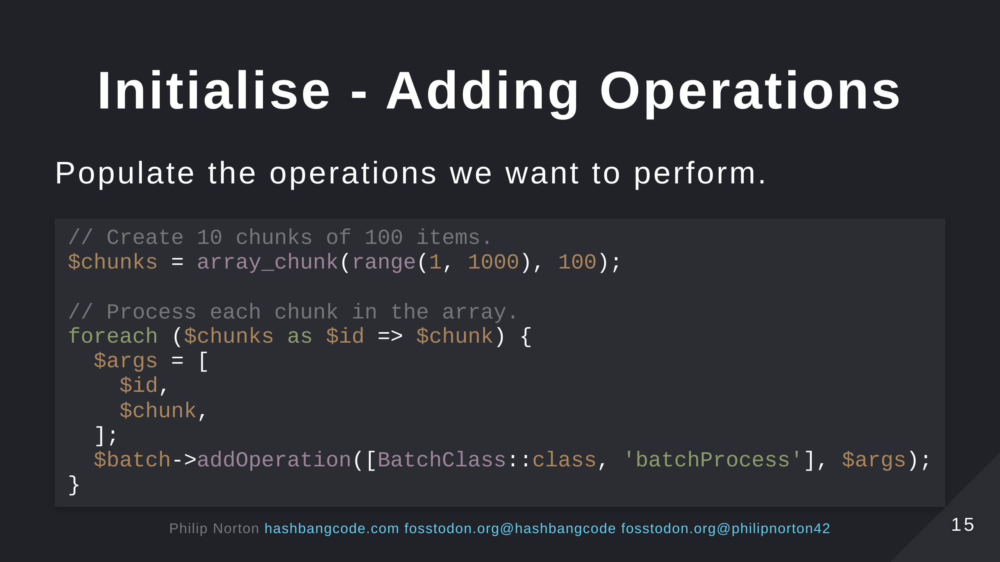 Initialise - Adding Operations
Populate the operations we want to perform.
// Create 10 chunks of 100 items.
$chunks = array_chunk(range(1, 1000), 100);
// Process each chunk in the array.
foreach ($chunks as $id => $chunk) {
  $args = [
    $id,
    $chunk,
  ];
  $batch->addOperation([BatchClass::class, 'batchProcess'], $args);
}
Philip Norton hashbangcode.com fosstodon.org@hashbangcode fosstodon.org@philipnorton42
15